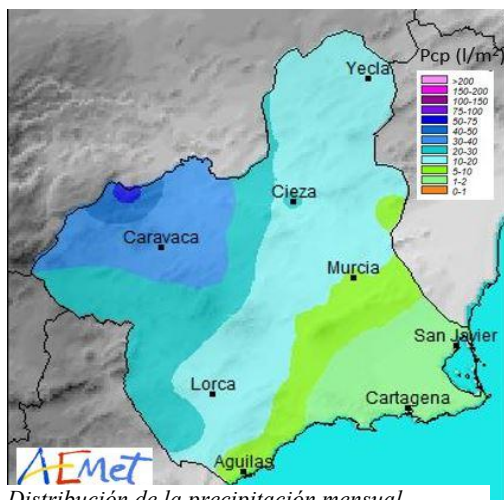 Pcp (l/m²)
>200
150-200
100-150
75-100
50-75
40-50
30-40
20-30
10-20
5-10
1-2
0-1
Yecla
Cieza
Caravaca
Murcia
San Javier
Lorca
Cartagena
Aguilas
AEMet
Distribución de la precipitación mensual